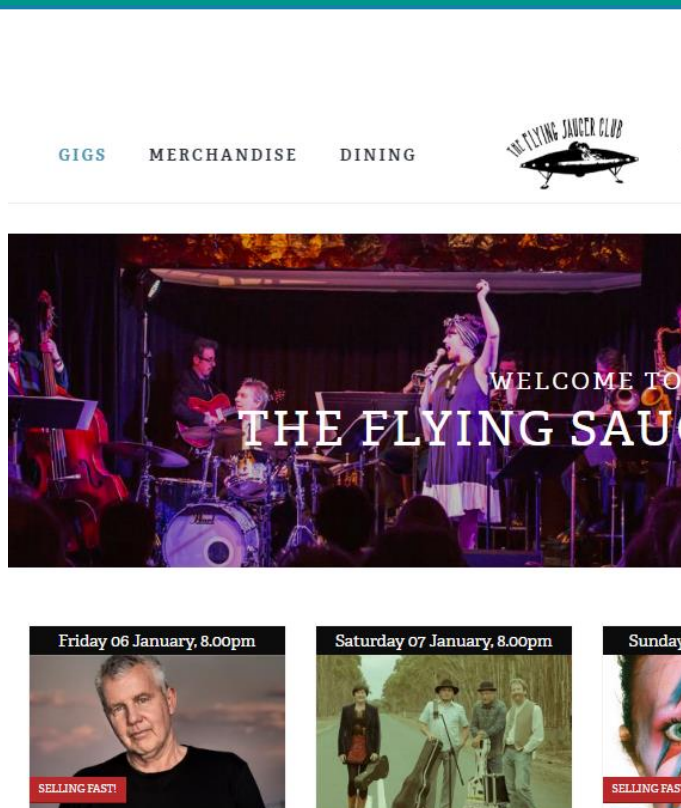 GIGS MERCHANDISE DINING
THE FLYING SAUCER CLUB
WELCOME TO
THE FLYING SAU
Friday 06 January, 8.00pm
Saturday 07 January, 8.00pm
Sunday
SELLING FAST!
SELLING FAS